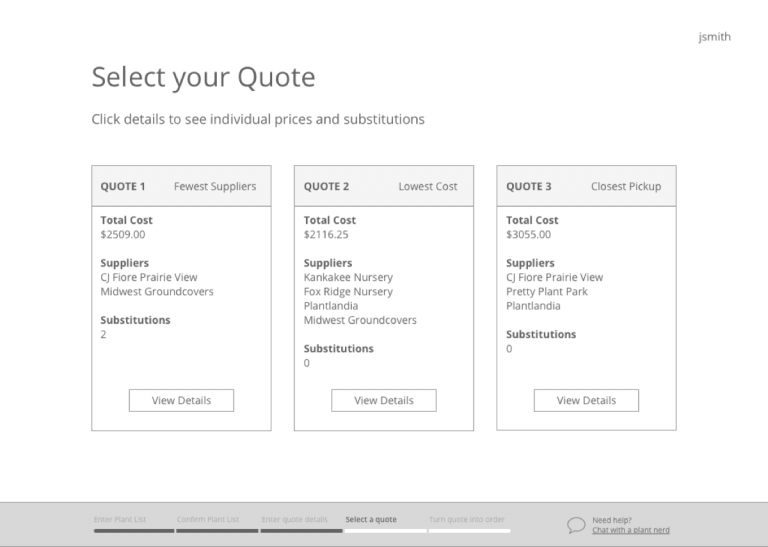 jsmith
Select your Quote
Click details to see individual prices and substitutions
QUOTE 1 Fewest Suppliers
Total Cost
$2509.00
Suppliers
CJ Fiore Prairie View
Midwest Groundcovers
Substitutions
2
View Details
QUOTE 2 Lowest Cost
Total Cost
$2116.25
Suppliers
Kankakee Nursery
Fox Ridge Nursery
Plantlandia
Midwest Groundcovers
Substitutions
0
View Details
QUOTE 3 Closest Pickup
Total Cost
$3055.00
Suppliers
CJ Fiore Prairie View
Pretty Plant Park
Plantlandia
Substitutions
0
View Details
Enter Plant List
Confirm Plant List
Enter quote details
Select a quote
Turn quote into order
Need help?
Chat with a plant nerd